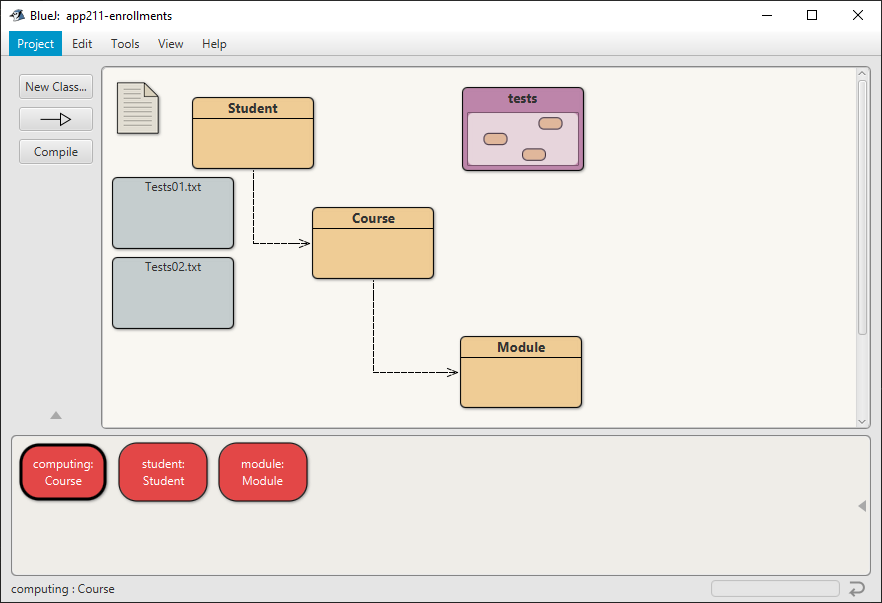 BlueJ: app211-enrollments
Project Edit Tools View Help
New Class...
Compile
Student
tests
Tests01.txt
Course
Tests02.txt
Module
computing:
Course
student:
Student
module:
Module
computing : Course